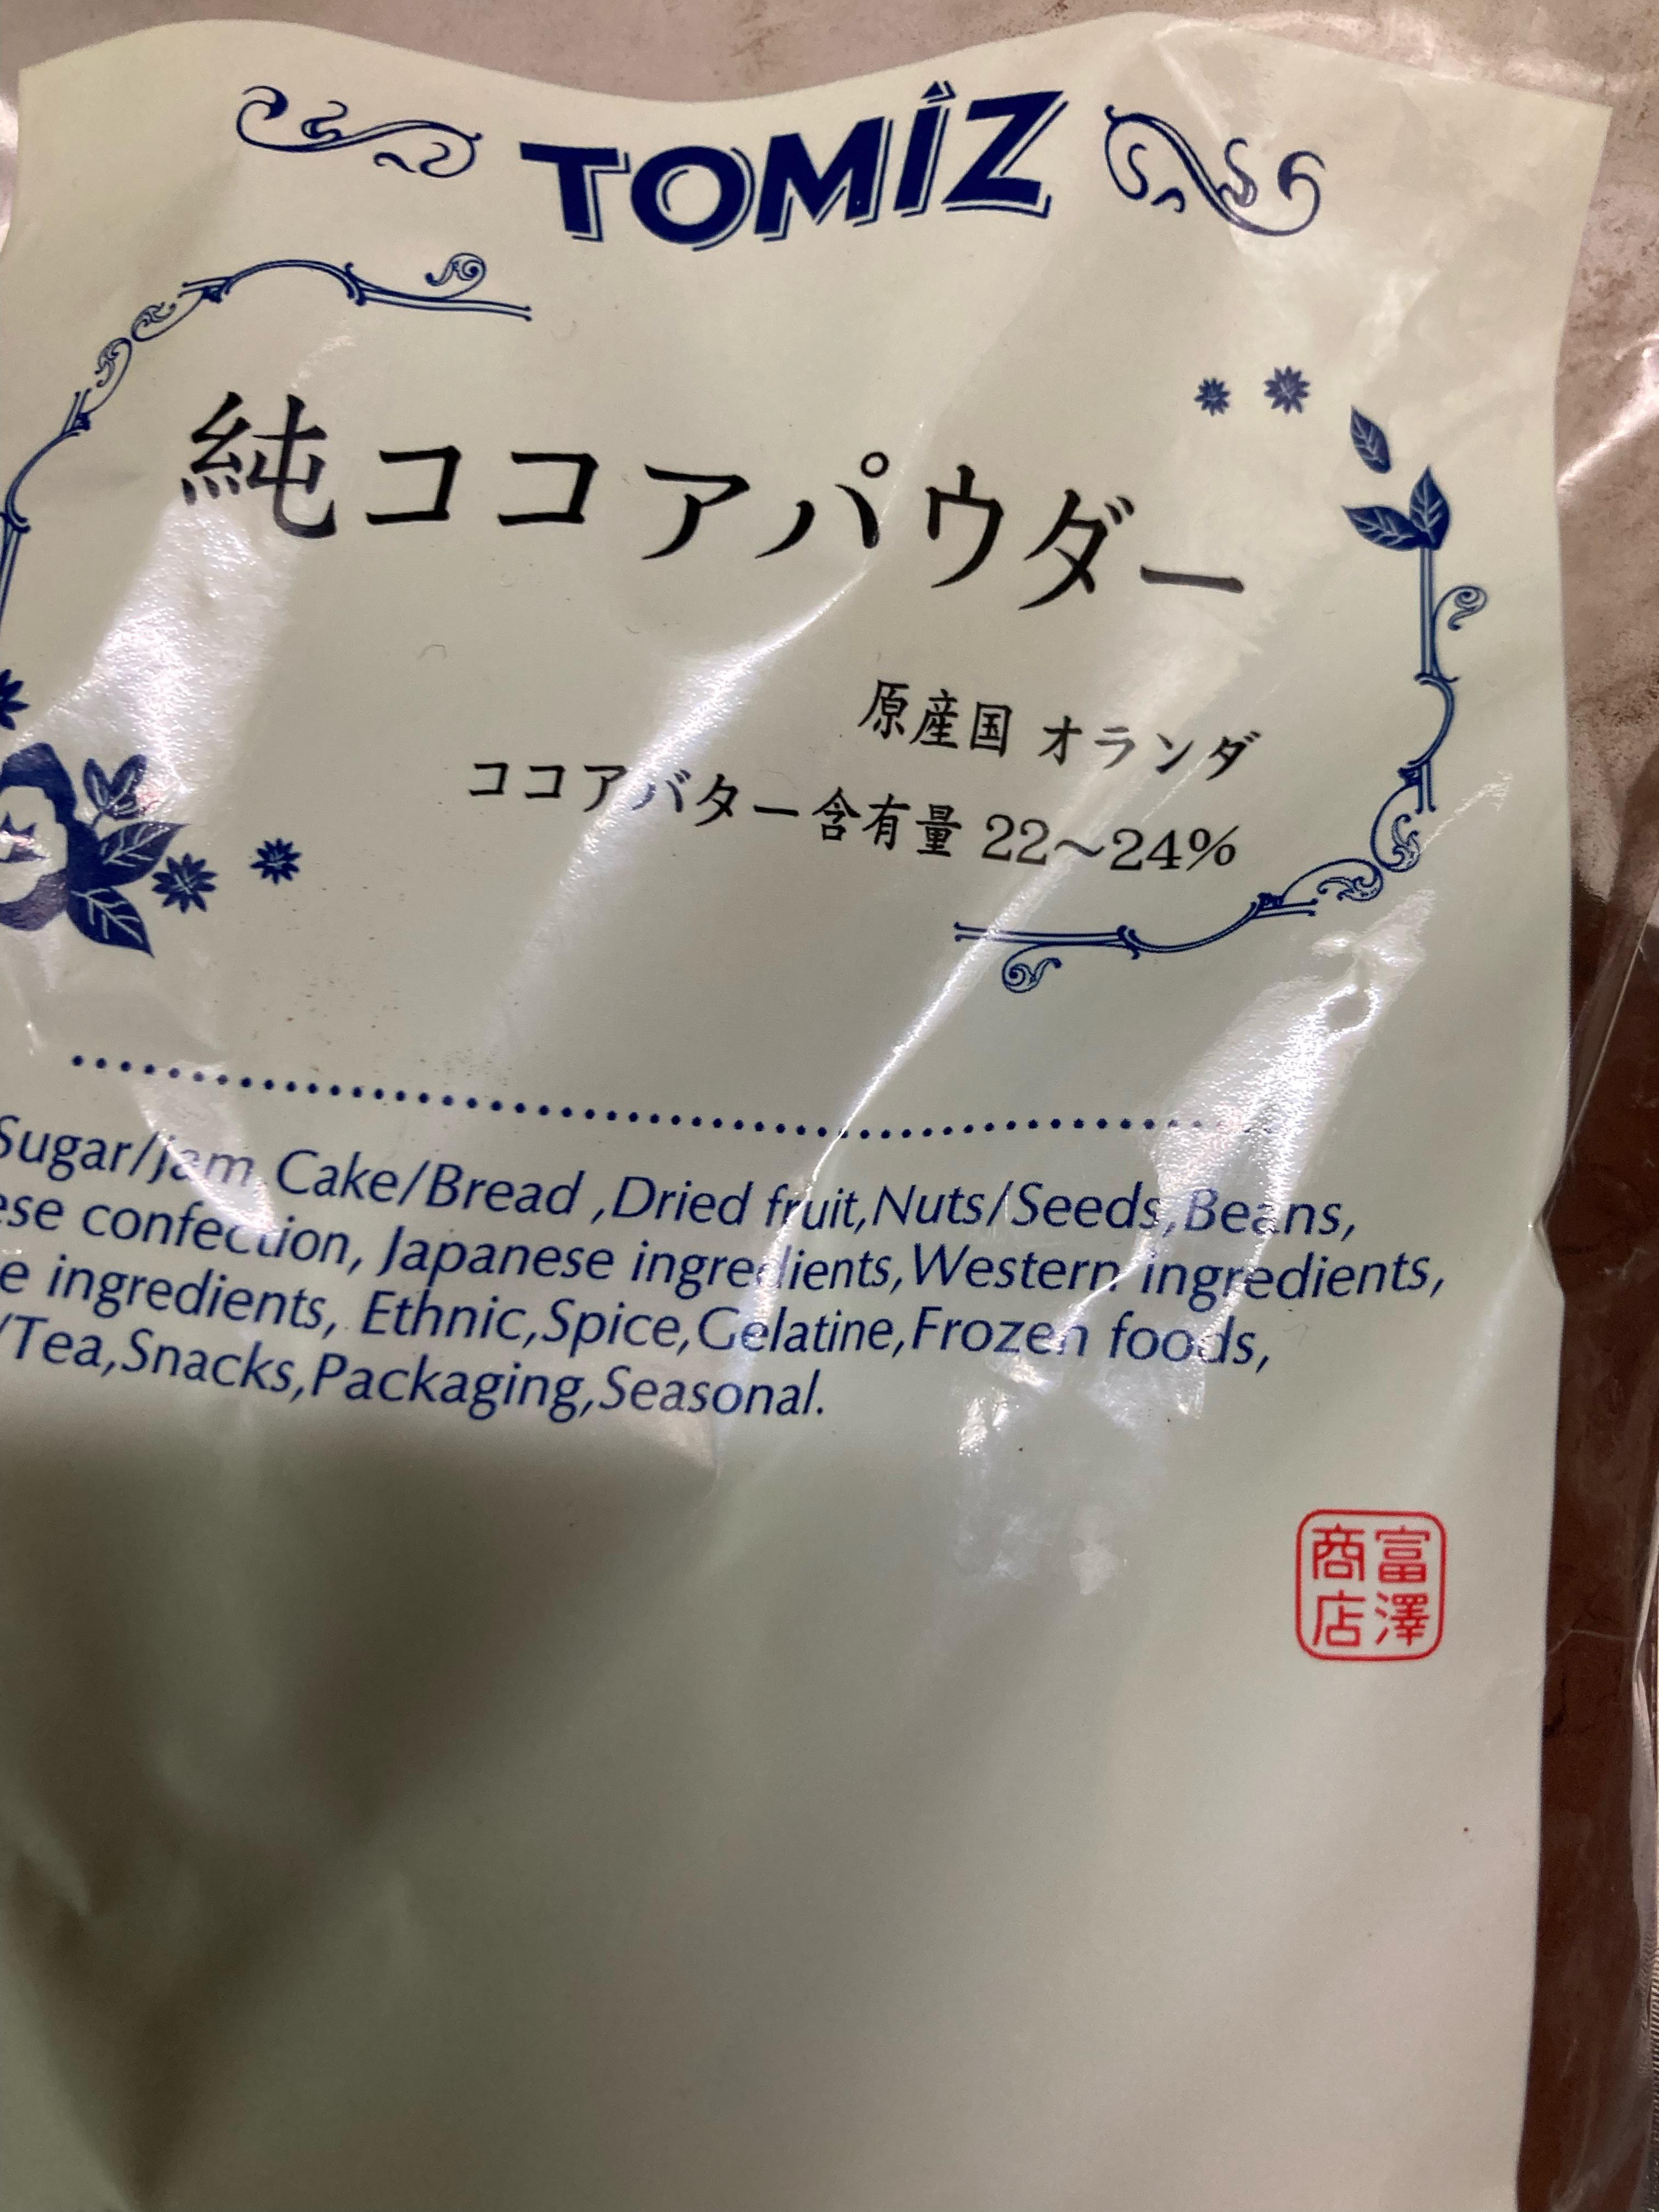 TOMIZ
純ココアパウダー
原産国 オランダ
ココアバター含有量 22～24%
Sugar/jam, Cake/Bread ,Dried fruit,Nuts/Seeds,Beans,
confection, Japanese ingredients,Western ingredients,
ingredients, Ethnic,Spice,Gelatine,Frozen foods,
/Tea,Snacks,Packaging,Seasonal.
富澤
商店